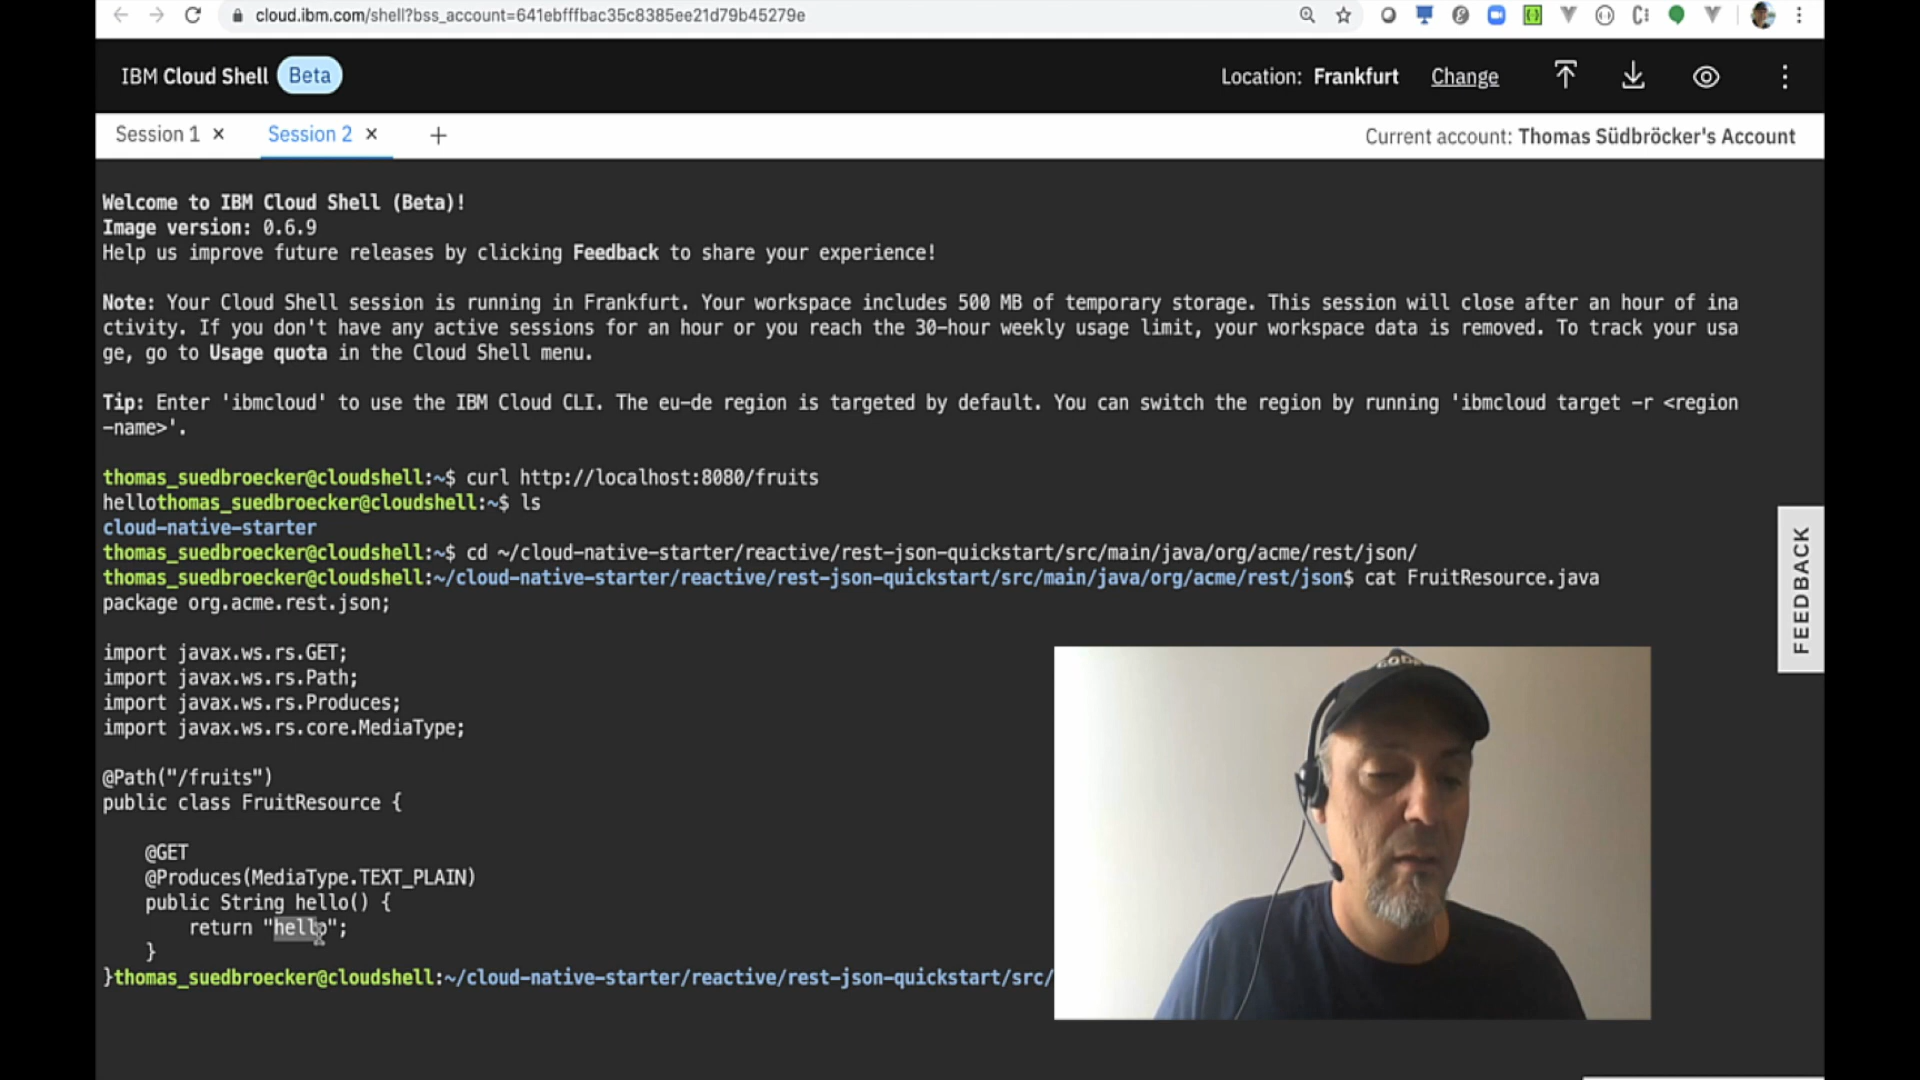 cloud.ibm.com/shell?bss_account=641ebfffbac35c8385ee21d79b45279e
IBM Cloud Shell Beta
Location: Frankfurt Change
Session 1 × Session 2 × +
Current account: Thomas Südbröcker's Account
Welcome to IBM Cloud Shell (Beta)!
Image version: 0.6.9
Help us improve future releases by clicking Feedback to share your experience!
Note: Your Cloud Shell session is running in Frankfurt. Your workspace includes 500 MB of temporary storage. This session will close after an hour of ina
ctivity. If you don't have any active sessions for an hour or you reach the 30-hour weekly usage limit, your workspace data is removed. To track your usa
ge, go to Usage quota in the Cloud Shell menu.
Tip: Enter 'ibmcloud' to use the IBM Cloud CLI. The eu-de region is targeted by default. You can switch the region by running 'ibmcloud target -r <region
-name>'.
thomas_suedbroecker@cloudshell:~$ curl http://localhost:8080/fruits
hellothomas_suedbroecker@cloudshell:~$ ls
cloud-native-starter
thomas_suedbroecker@cloudshell:~$ cd ~/cloud-native-starter/reactive/rest-json-quickstart/src/main/java/org/acme/rest/json/
thomas_suedbroecker@cloudshell:~/cloud-native-starter/reactive/rest-json-quickstart/src/main/java/org/acme/rest/json$ cat FruitResource.java
package org.acme.rest.json;
import javax.ws.rs.GET;
import javax.ws.rs.Path;
import javax.ws.rs.Produces;
import javax.ws.rs.core.MediaType;
@Path("/fruits")
public class FruitResource {
@GET
@Produces(MediaType.TEXT_PLAIN)
public String hello() {
return "hello";
}
}thomas_suedbroecker@cloudshell:~/cloud-native-starter/reactive/rest-json-quickstart/src/
FEEDBACK